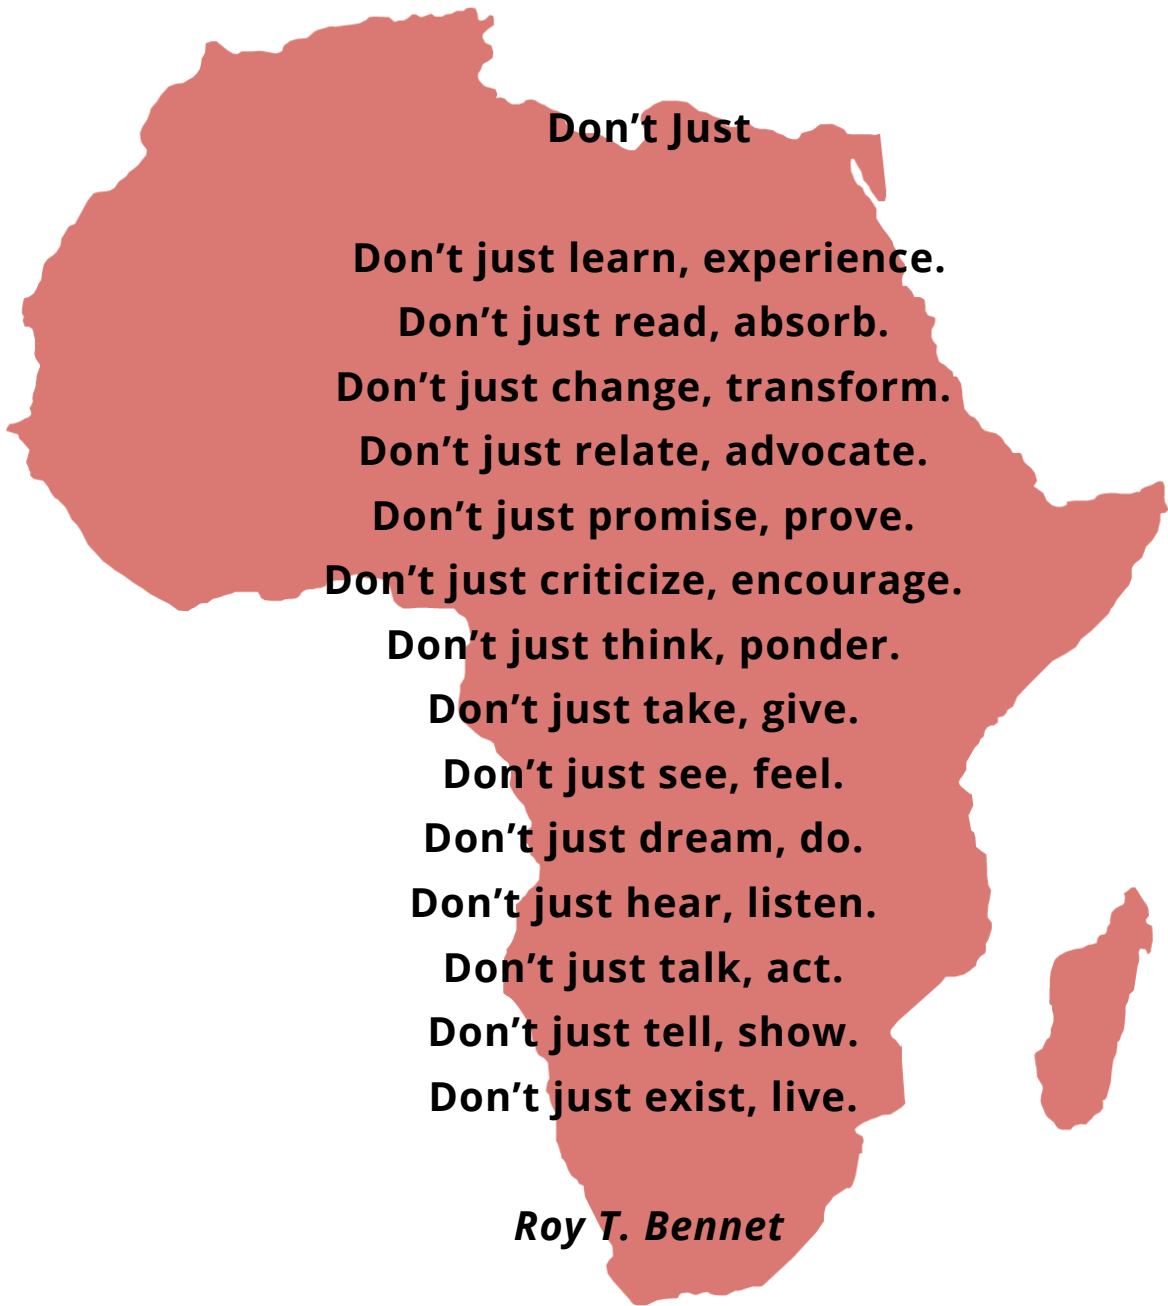 Don’t Just
Don’t just learn, experience.
Don’t just read, absorb.
Don’t just change, transform.
Don’t just relate, advocate.
Don’t just promise, prove.
Don’t just criticize, encourage.
Don’t just think, ponder.
Don’t just take, give.
Don’t just see, feel.
Don’t just dream, do.
Don’t just hear, listen.
Don’t just talk, act.
Don’t just tell, show.
Don’t just exist, live.
Roy T. Bennet